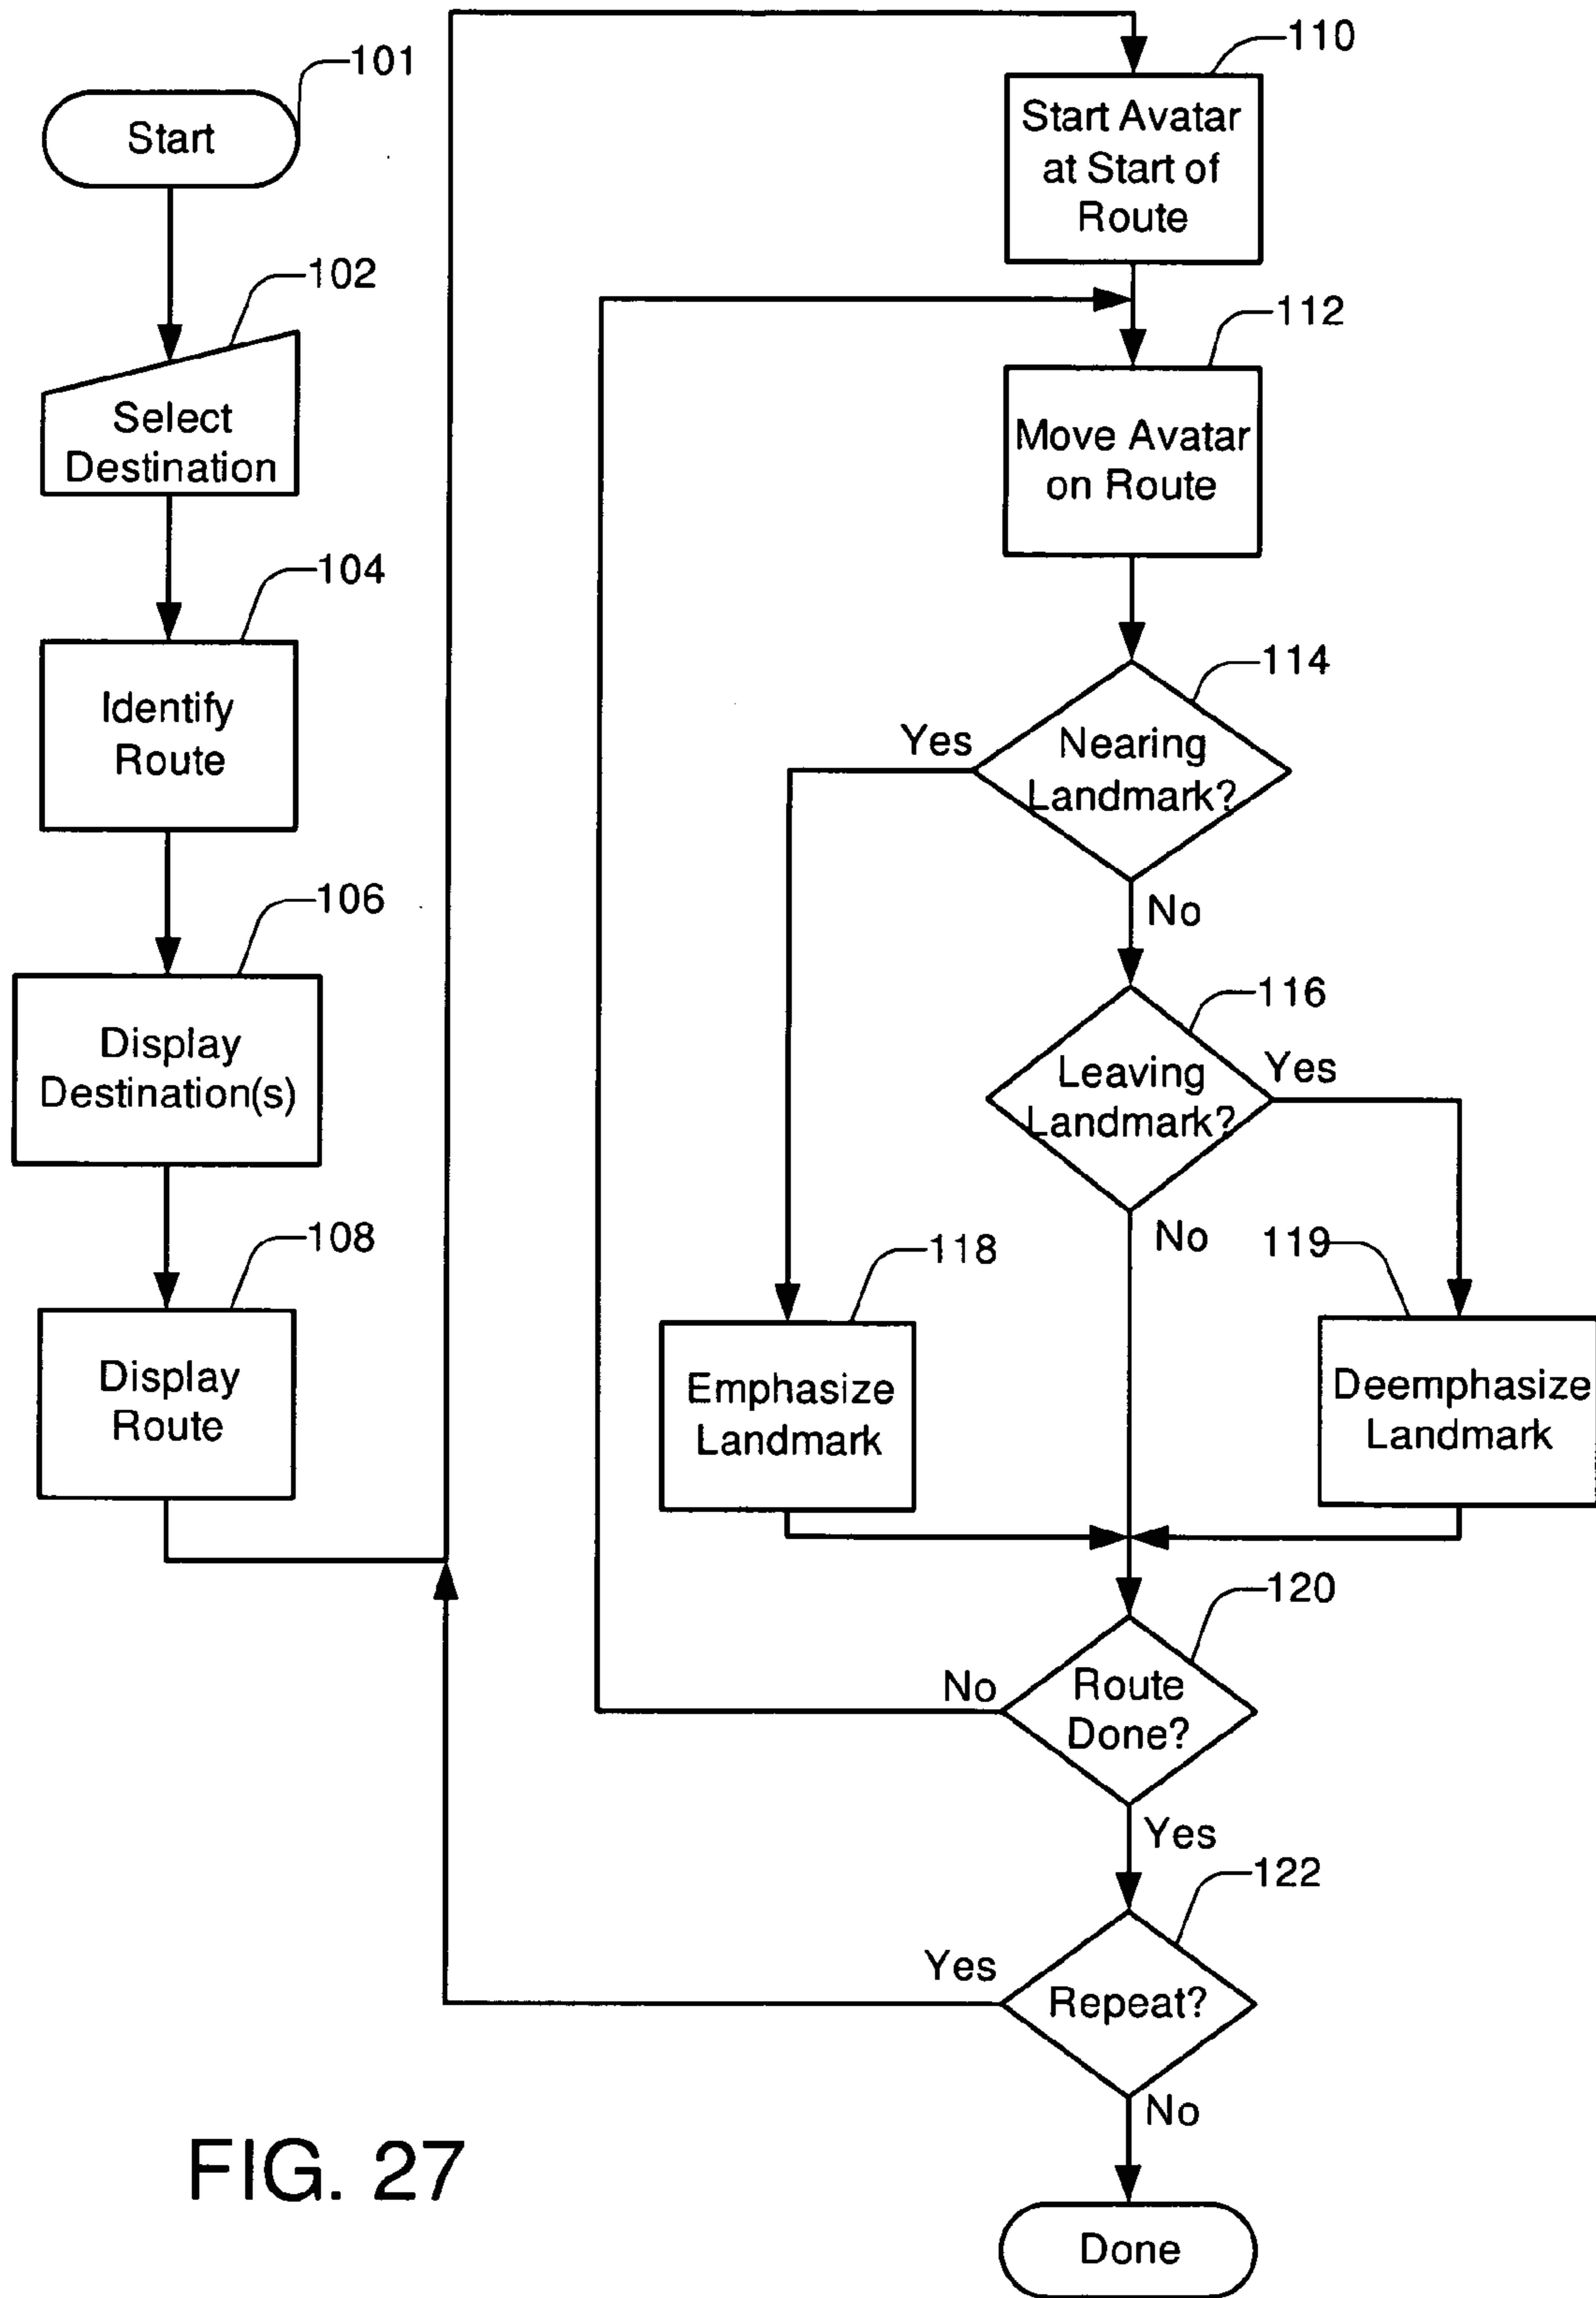 101
Start
102
Select
Destination
104
Identify
Route
106
Display
Destination(s)
108
Display
Route
110
Start Avatar
at Start of
Route
112
Move Avatar
on Route
114
Nearing
Landmark?
Yes
No
116
Leaving
Landmark?
Yes
No
118
Emphasize
Landmark
119
Deemphasize
Landmark
120
Route
Done?
No
Yes
122
Repeat?
Yes
No
Done
FIG. 27